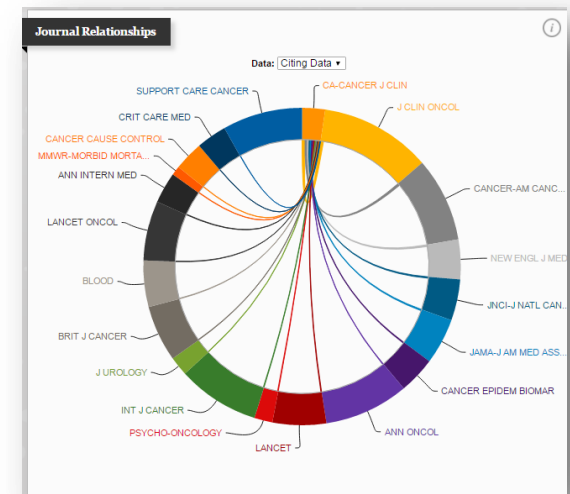 Journal Relationships
i
Data: Citing Data ▾
CA-CANCER J CLIN
SUPPORT CARE CANCER
J CLIN ONCOL
CRIT CARE MED
CANCER CAUSE CONTROL
MMWR-MORBID MORTA...
ANN INTERN MED
CANCER-AM CANC...
LANCET ONCOL
NEW ENGL J MED
BLOOD
JNCI-J NATL CAN...
BRIT J CANCER
JAMA-J AM MED ASS...
J UROLOGY
CANCER EPIDEM BIOMAR
INT J CANCER
PSYCHO-ONCOLOGY
ANN ONCOL
LANCET